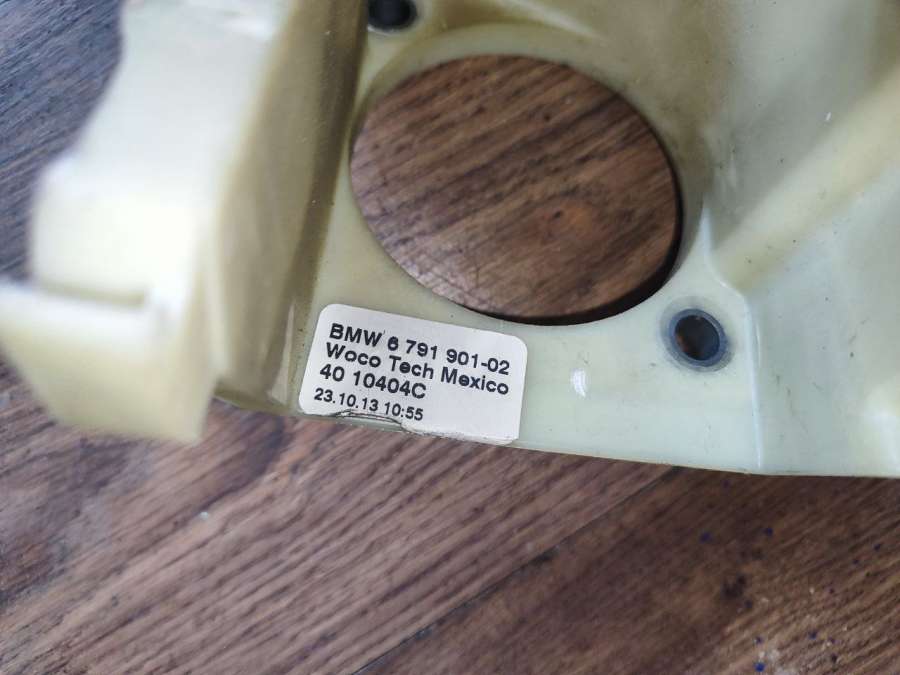 BMW 6 791 901-02
Woco Tech Mexico
40 10404C
23.10.13 10:55